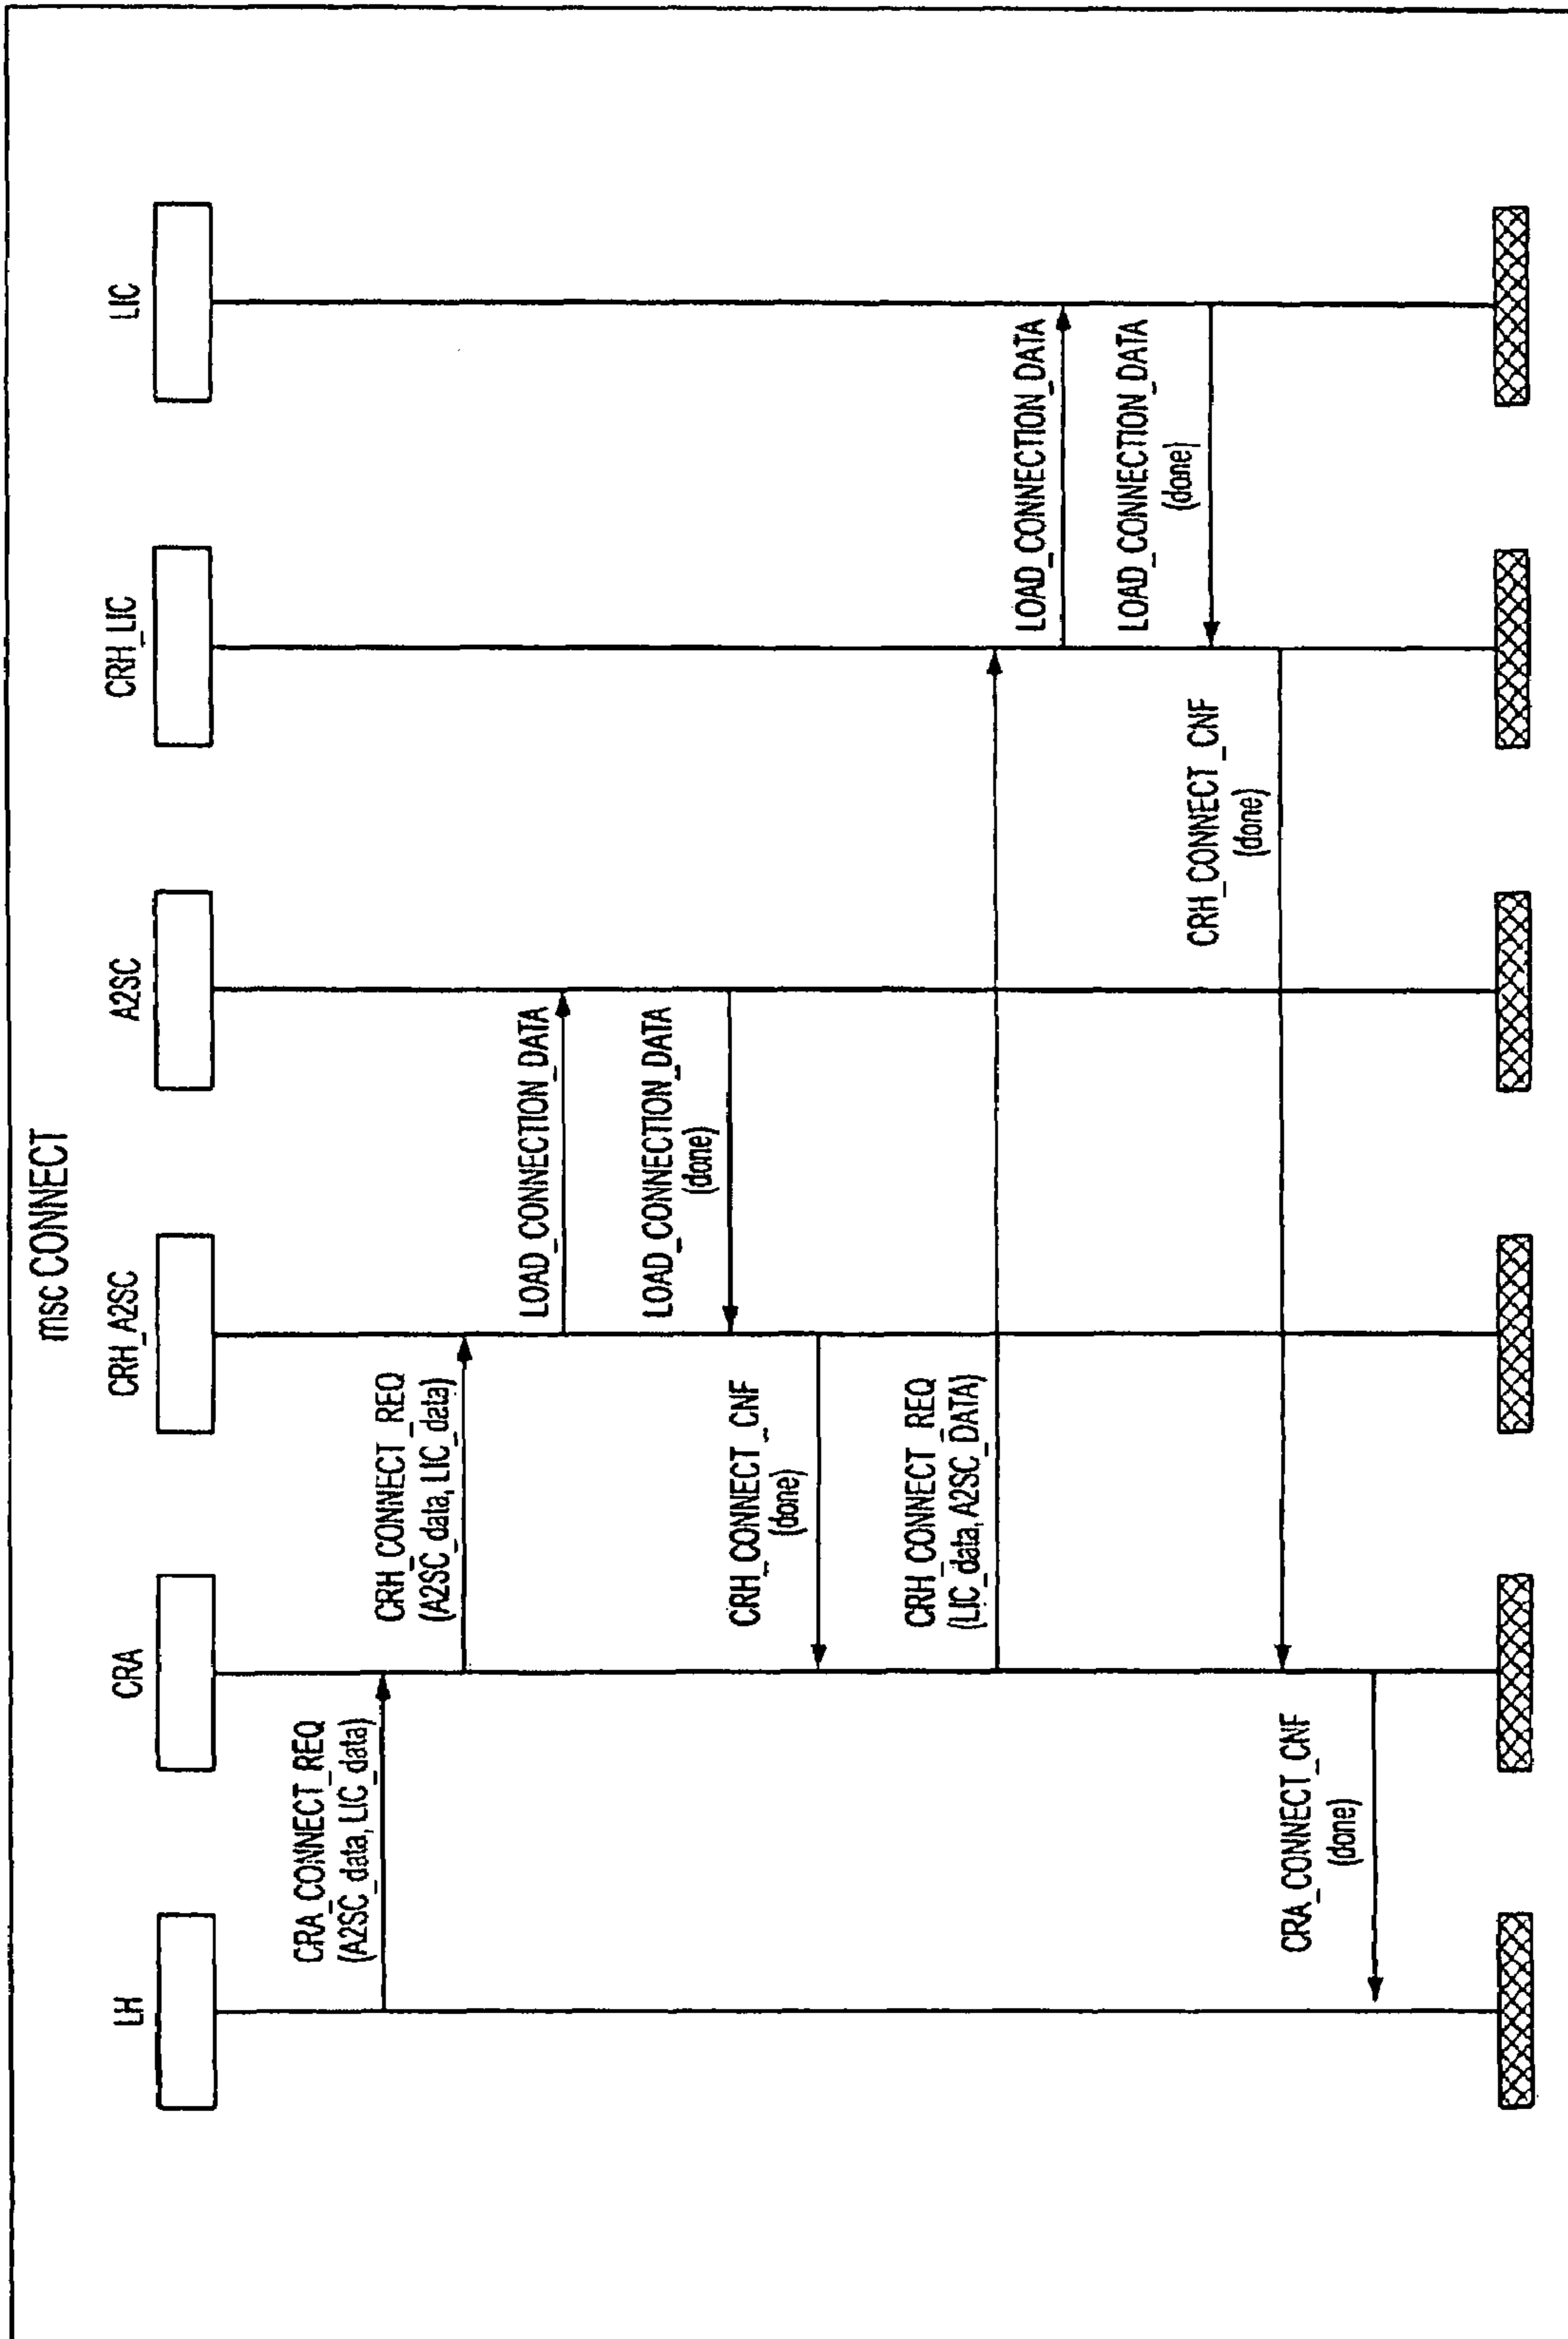 msc CONNECT
LH
CRA
CRH_A2SC
A2SC
CRH_LIC
LIC
CRA_CONNECT_REQ
(A2SC_data, LIC_data)
CRH_CONNECT_REQ
(A2SC_data, LIC_data)
LOAD_CONNECTION_DATA
LOAD_CONNECTION_DATA
(done)
CRH_CONNECT_CNF
(done)
CRH_CONNECT_REQ
(LIC_data, A2SC_DATA)
LOAD_CONNECTION_DATA
LOAD_CONNECTION_DATA
(done)
CRH_CONNECT_CNF
(done)
CRA_CONNECT_CNF
(done)